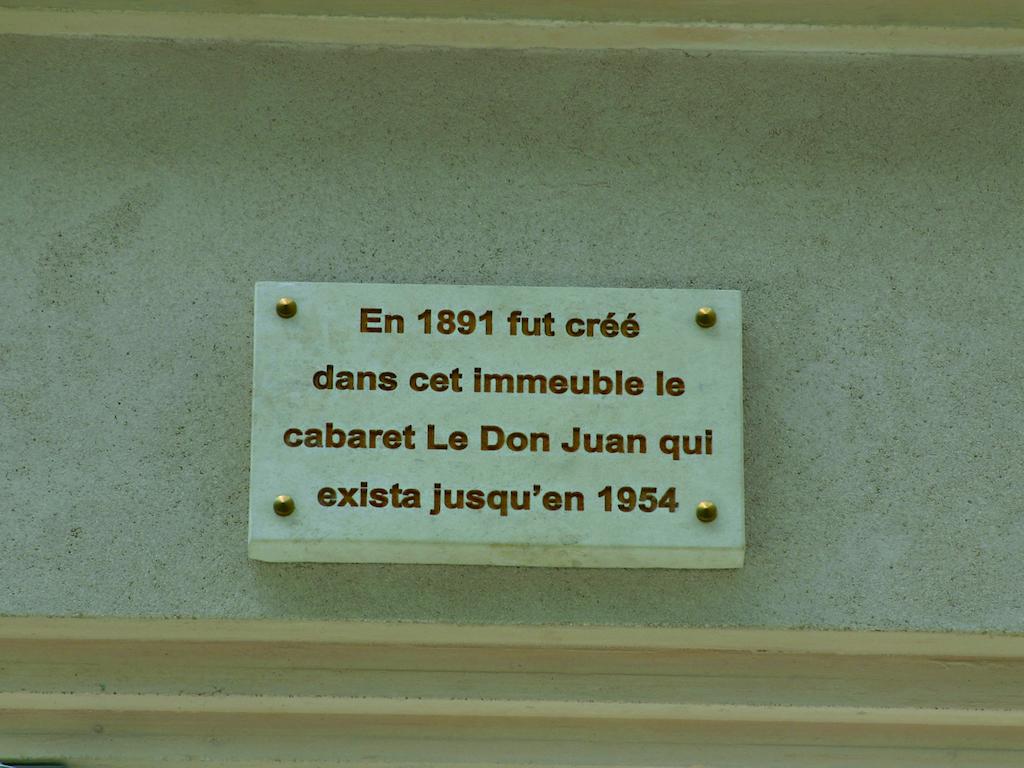 En 1891 fut créé
dans cet immeuble le
cabaret Le Don Juan qui
exista jusqu’en 1954